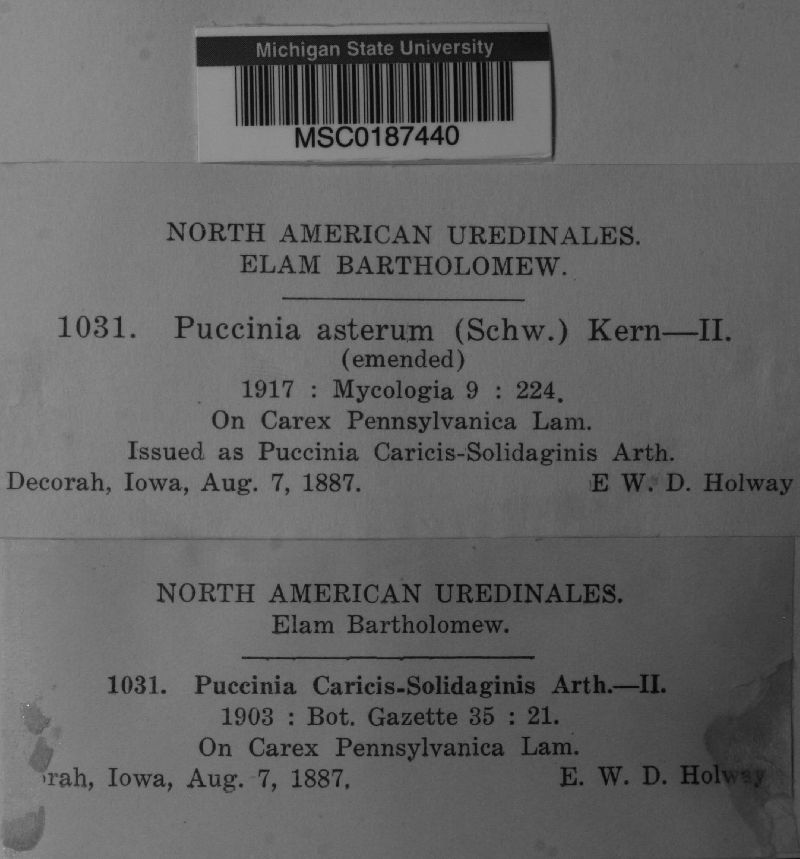 Michigan State University
MSC0187440
NORTH AMERICAN UREDINALES.
ELAM BARTHOLOMEW.
1031. Puccinia asterum (Schw.) Kern—II.
(emended)
1917 : Mycologia 9 : 224.
On Carex Pennsylvanica Lam.
Issued as Puccinia Caricis-Solidaginis Arth.
Decorah, Iowa, Aug. 7, 1887. E W. D. Holway
NORTH AMERICAN UREDINALES.
Elam Bartholomew.
1031. Puccinia Caricis-Solidaginis Arth.—II.
1903 : Bot. Gazette 35 : 21.
On Carex Pennsylvanica Lam.
rah, Iowa, Aug. 7, 1887. E. W. D. Holway